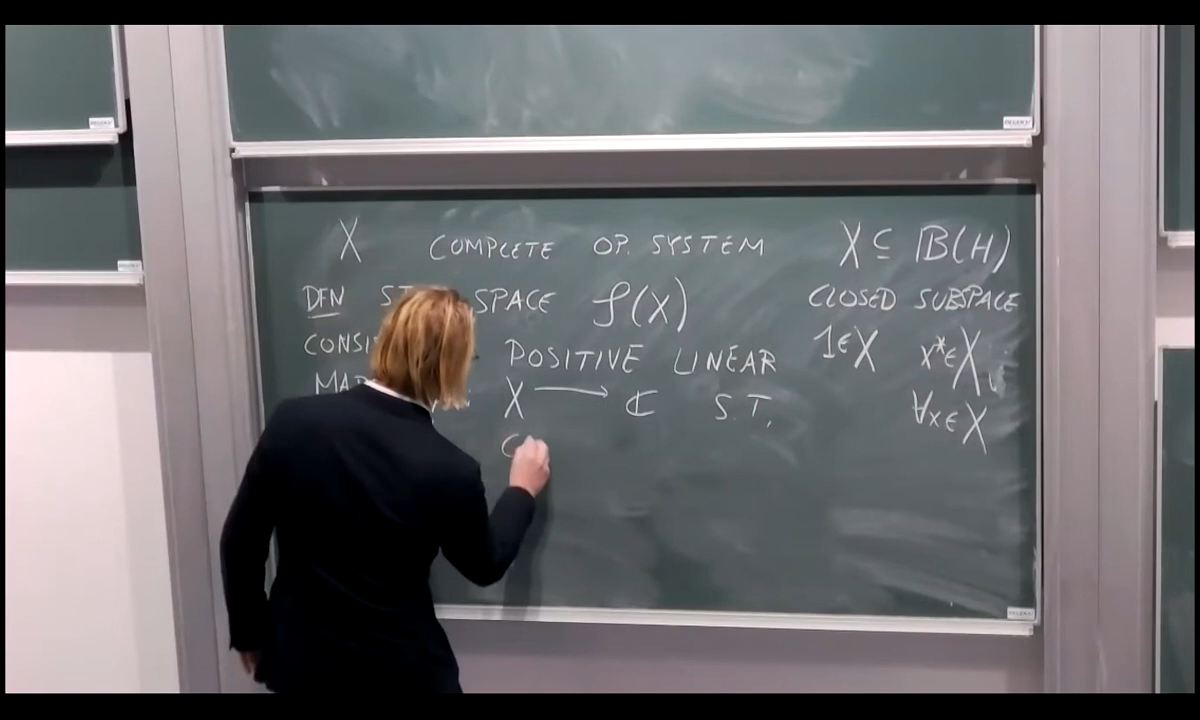 X COMPLETE OP. SYSTEM X ⊆ 𝔹(H)
DFN SPACE 𝒮(X) CLOSED SUBSPACE
POSITIVE LINEAR 1∈X x*∈X
X ⟶ ℂ S.T. ∀x∈X